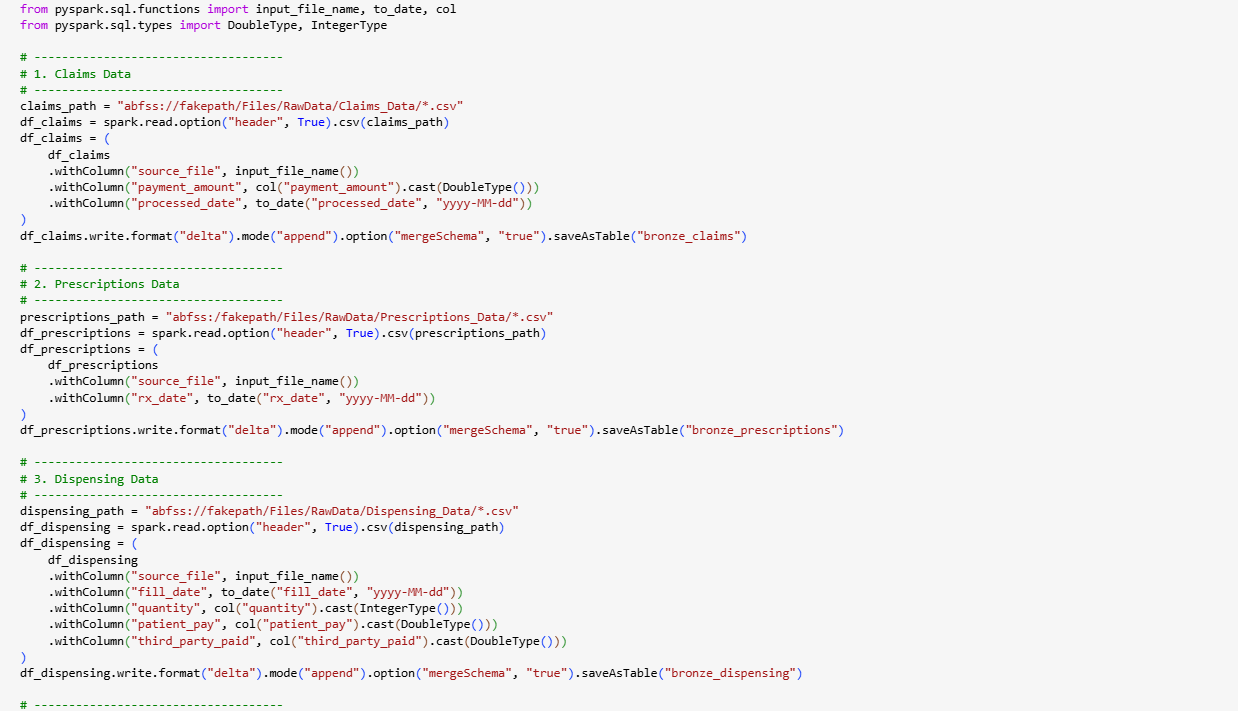 from pyspark.sql.functions import input_file_name, to_date, col
from pyspark.sql.types import DoubleType, IntegerType
# ------------------------------------
# 1. Claims Data
# ------------------------------------
claims_path = "abfss://fakepath/Files/RawData/Claims_Data/*.csv"
df_claims = spark.read.option("header", True).csv(claims_path)
df_claims = (
    df_claims
    .withColumn("source_file", input_file_name())
    .withColumn("payment_amount", col("payment_amount").cast(DoubleType()))
    .withColumn("processed_date", to_date("processed_date", "yyyy-MM-dd"))
)
df_claims.write.format("delta").mode("append").option("mergeSchema", "true").saveAsTable("bronze_claims")
# ------------------------------------
# 2. Prescriptions Data
# ------------------------------------
prescriptions_path = "abfss:/fakepath/Files/RawData/Prescriptions_Data/*.csv"
df_prescriptions = spark.read.option("header", True).csv(prescriptions_path)
df_prescriptions = (
    df_prescriptions
    .withColumn("source_file", input_file_name())
    .withColumn("rx_date", to_date("rx_date", "yyyy-MM-dd"))
)
df_prescriptions.write.format("delta").mode("append").option("mergeSchema", "true").saveAsTable("bronze_prescriptions")
# ------------------------------------
# 3. Dispensing Data
# ------------------------------------
dispensing_path = "abfss://fakepath/Files/RawData/Dispensing_Data/*.csv"
df_dispensing = spark.read.option("header", True).csv(dispensing_path)
df_dispensing = (
    df_dispensing
    .withColumn("source_file", input_file_name())
    .withColumn("fill_date", to_date("fill_date", "yyyy-MM-dd"))
    .withColumn("quantity", col("quantity").cast(IntegerType()))
    .withColumn("patient_pay", col("patient_pay").cast(DoubleType()))
    .withColumn("third_party_paid", col("third_party_paid").cast(DoubleType()))
)
df_dispensing.write.format("delta").mode("append").option("mergeSchema", "true").saveAsTable("bronze_dispensing")
# ------------------------------------